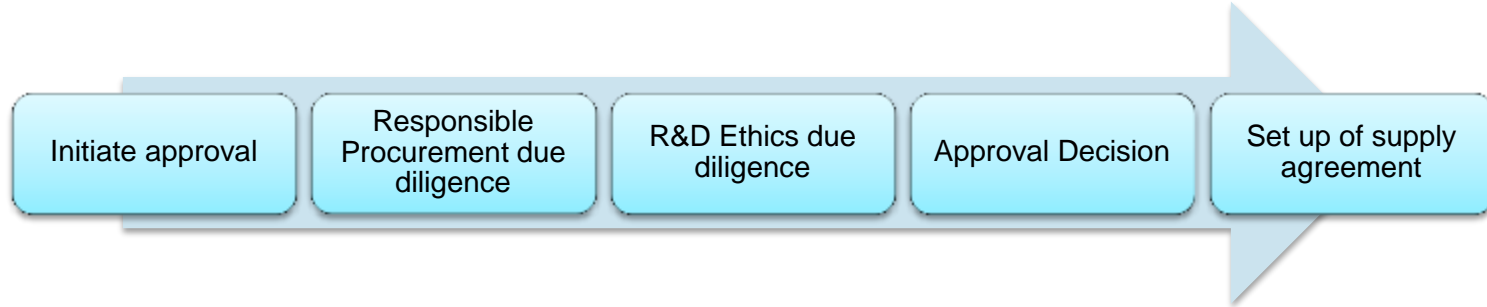 Initiate approval
Responsible
Procurement due
diligence
R&D Ethics due
diligence
Approval Decision
Set up of supply
agreement